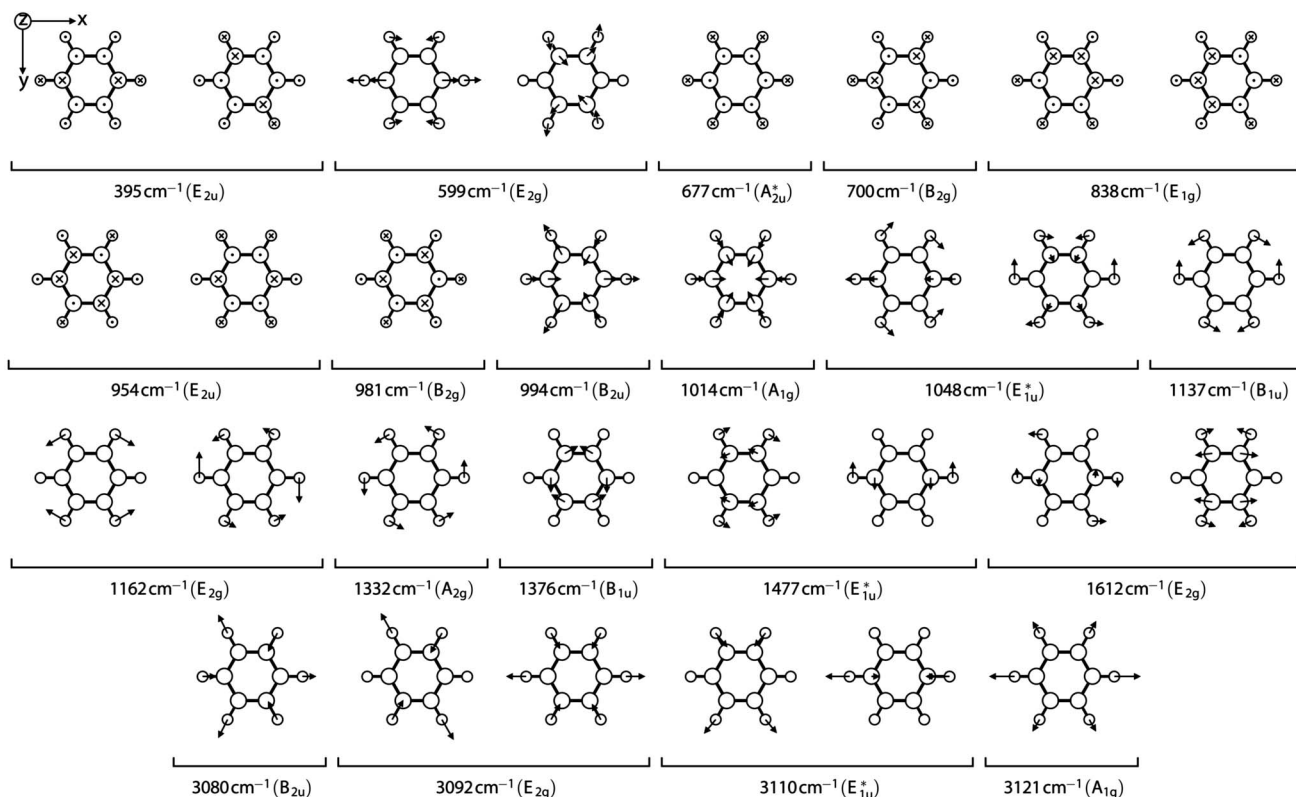 z x
y
395 cm⁻¹ (E₂ᵤ) 599 cm⁻¹ (E₂g) 677 cm⁻¹ (A*₂ᵤ) 700 cm⁻¹ (B₂g) 838 cm⁻¹ (E₁g)
954 cm⁻¹ (E₂ᵤ) 981 cm⁻¹ (B₂g) 994 cm⁻¹ (B₂ᵤ) 1014 cm⁻¹ (A₁g) 1048 cm⁻¹ (E*₁ᵤ) 1137 cm⁻¹ (B₁ᵤ)
1162 cm⁻¹ (E₂g) 1332 cm⁻¹ (A₂g) 1376 cm⁻¹ (B₁ᵤ) 1477 cm⁻¹ (E*₁ᵤ) 1612 cm⁻¹ (E₂g)
3080 cm⁻¹ (B₂ᵤ) 3092 cm⁻¹ (E₂g) 3110 cm⁻¹ (E*₁ᵤ) 3121 cm⁻¹ (A₁g)